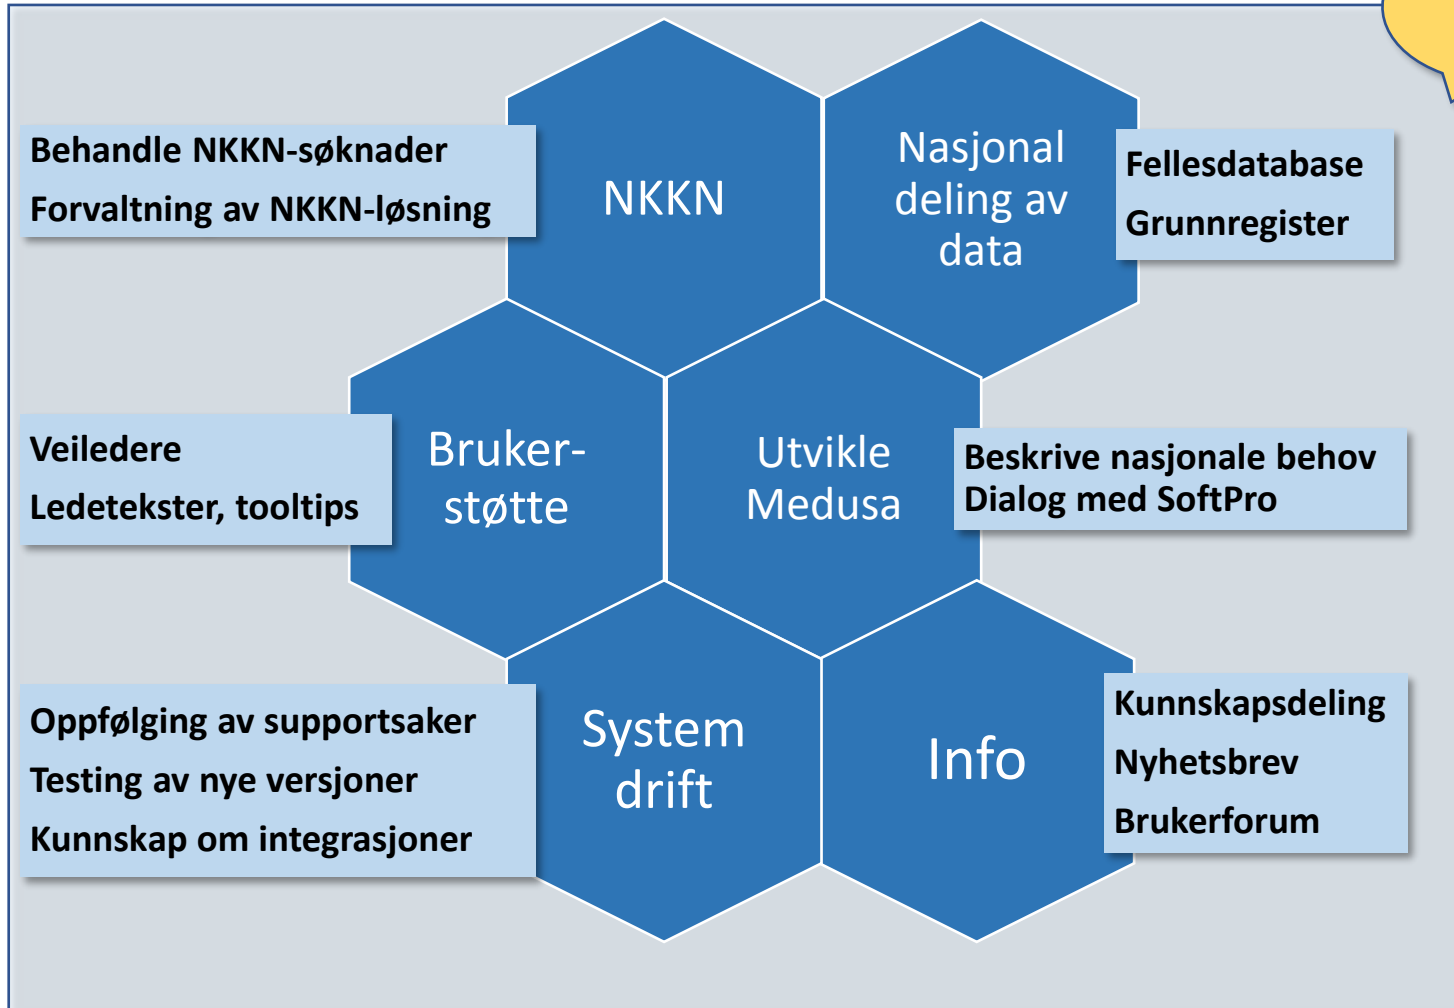 Behandle NKKN-søknader
Forvaltning av NKKN-løsning
NKKN
Nasjonal
deling av
data
Fellesdatabase
Grunnregister
Veiledere
Ledetekster, tooltips
Bruker-
støtte
Utvikle
Medusa
Beskrive nasjonale behov
Dialog med SoftPro
Oppfølging av supportsaker
Testing av nye versjoner
Kunnskap om integrasjoner
System
drift
Info
Kunnskapsdeling
Nyhetsbrev
Brukerforum